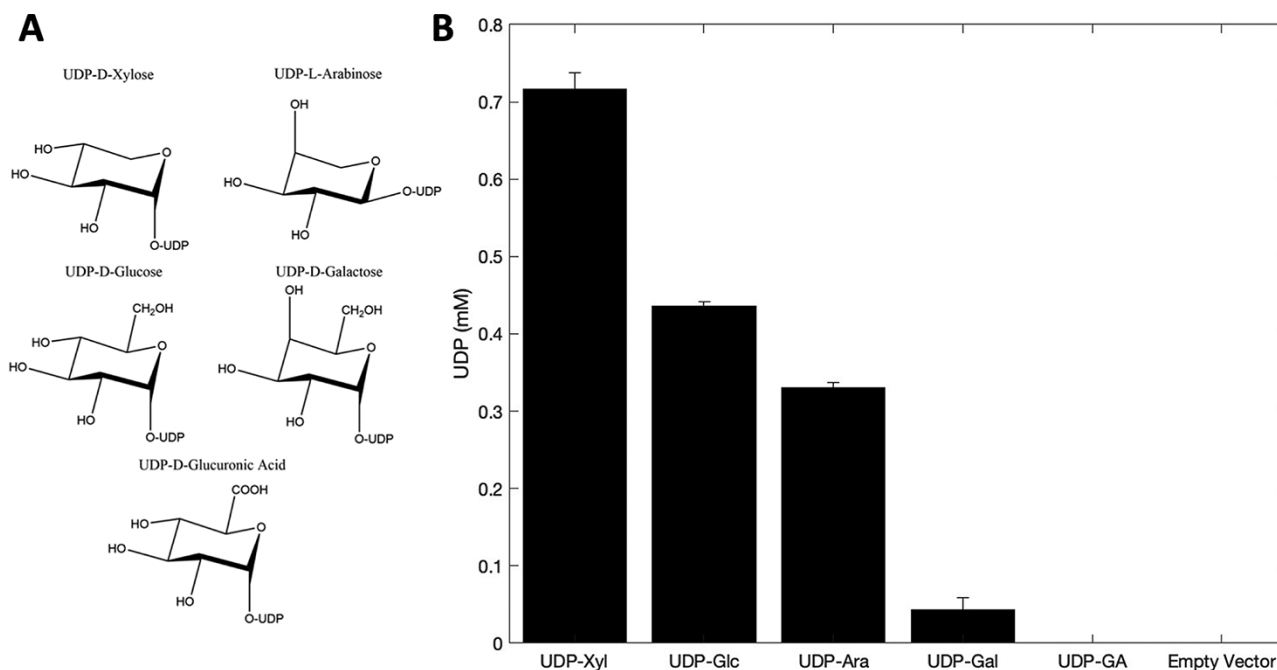 A
UDP-D-Xylose
UDP-L-Arabinose
OH
HO
O
HO
HO
O-UDP
O
HO
O-UDP
HO
UDP-D-Glucose
UDP-D-Galactose
OH
CH2OH
CH2OH
HO
O
HO
HO
O-UDP
O
HO
HO
O-UDP
UDP-D-Glucuronic Acid
COOH
HO
O
HO
HO
O-UDP
B
UDP (mM)
0.8
0.7
0.6
0.5
0.4
0.3
0.2
0.1
0
UDP-Xyl UDP-Glc UDP-Ara UDP-Gal UDP-GA Empty Vector